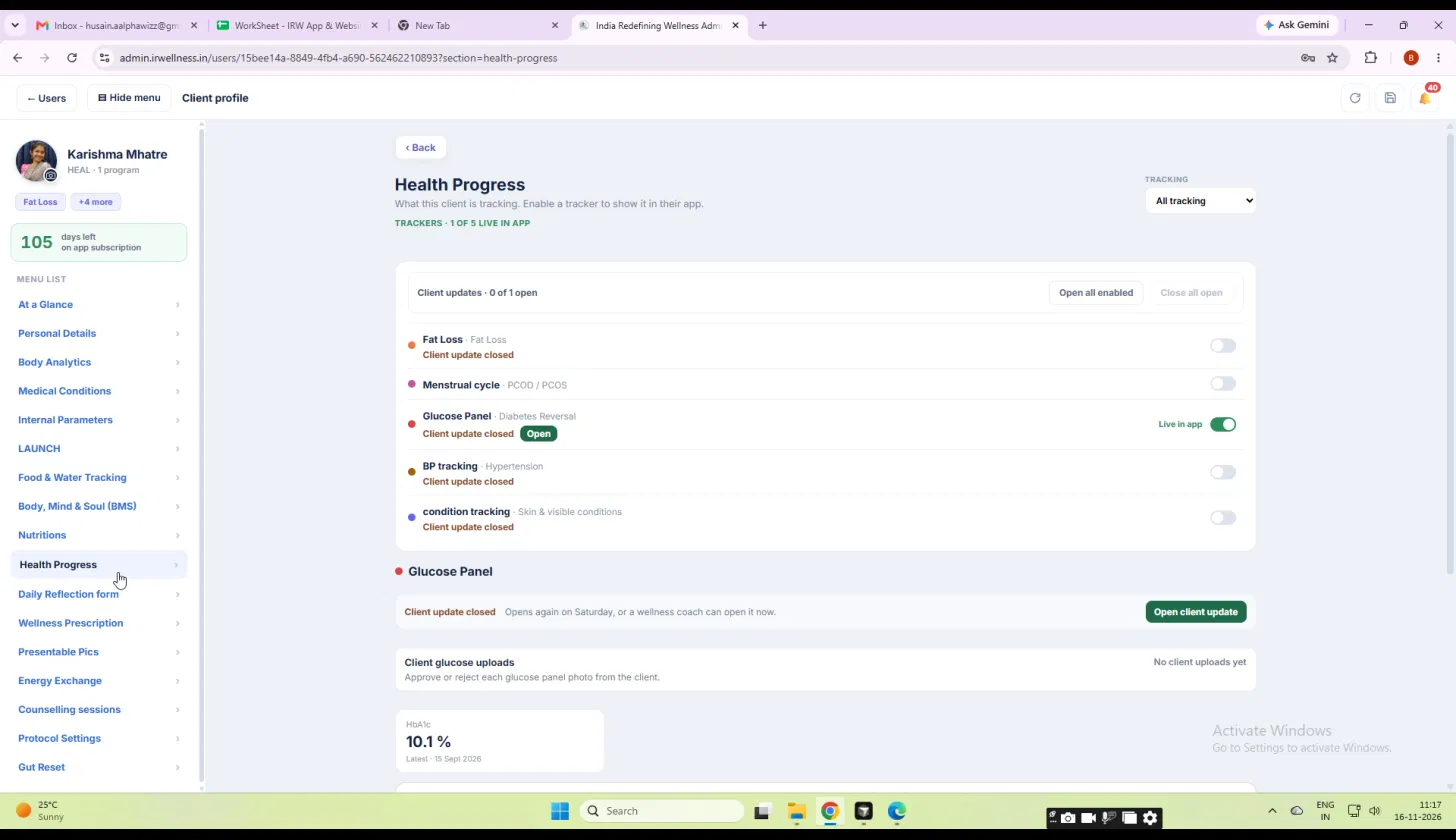 Inbox - husain.aalphawizz@gm
WorkSheet - IRW App & Websi
New Tab
India Redefining Wellness Adm
Ask Gemini
admin.irwellness.in/users/15bee14a-8849-4fb4-a690-562462210893?section=health-progress
B
← Users
Hide menu
Client profile
40
Karishma Mhatre
HEAL · 1 program
Fat Loss
+4 more
105 days left
on app subscription
MENU LIST
At a Glance
Personal Details
Body Analytics
Medical Conditions
Internal Parameters
LAUNCH
Food & Water Tracking
Body, Mind & Soul (BMS)
Nutritions
Health Progress
Daily Reflection form
Wellness Prescription
Presentable Pics
Energy Exchange
Counselling sessions
Protocol Settings
Gut Reset
‹ Back
Health Progress
What this client is tracking. Enable a tracker to show it in their app.
TRACKERS · 1 OF 5 LIVE IN APP
TRACKING
All tracking
Client updates · 0 of 1 open
Open all enabled
Close all open
Fat Loss · Fat Loss
Client update closed
Menstrual cycle · PCOD / PCOS
Glucose Panel · Diabetes Reversal
Client update closed Open
Live in app
BP tracking · Hypertension
Client update closed
condition tracking · Skin & visible conditions
Client update closed
Glucose Panel
Client update closed Opens again on Saturday, or a wellness coach can open it now.
Open client update
Client glucose uploads
No client uploads yet
Approve or reject each glucose panel photo from the client.
HbA1c
10.1 %
Latest · 15 Sept 2026
Activate Windows
Go to Settings to activate Windows.
25°C
Sunny
Search
ENG
IN
11:17
16-11-2026